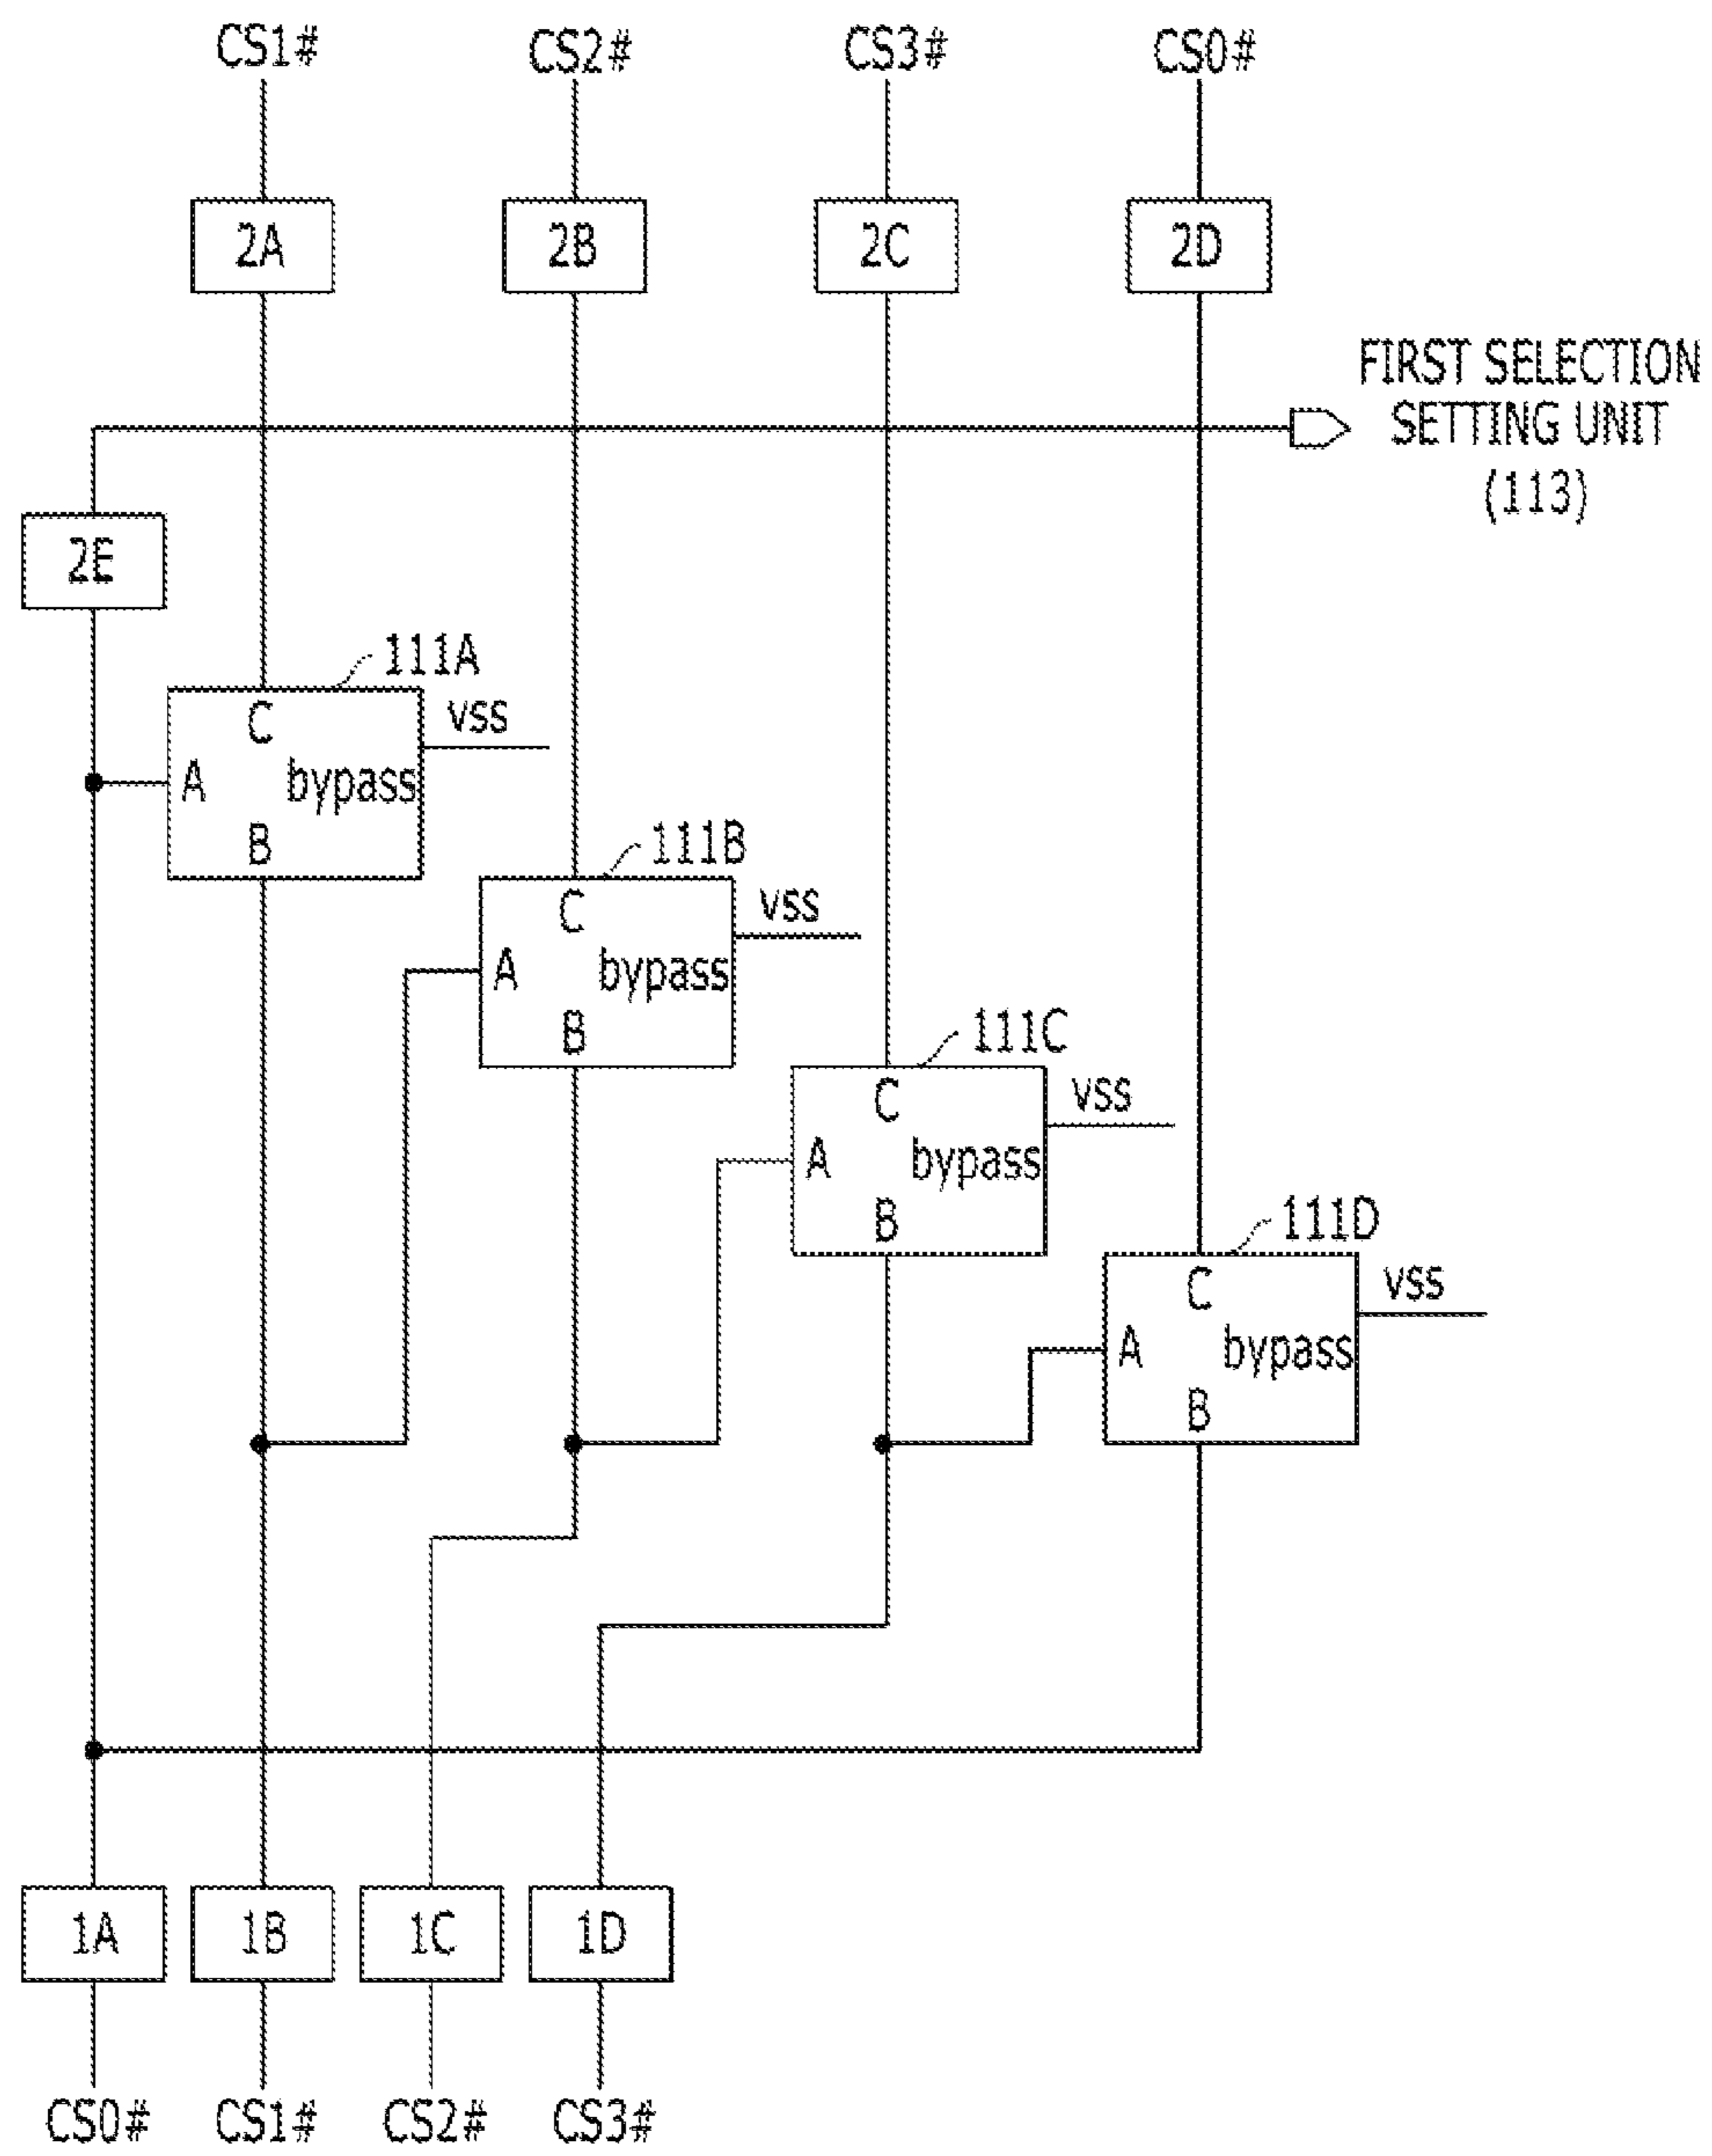 CS1# CS2# CS3# CS0#
2A 2B 2C 2D
FIRST SELECTION
SETTING UNIT
(113)
2E
111A
C
vss
A bypass
B
111B
C
vss
A bypass
B
111C
C
vss
A bypass
B
111D
C
vss
A bypass
B
1A 1B 1C 1D
CS0# CS1# CS2# CS3#